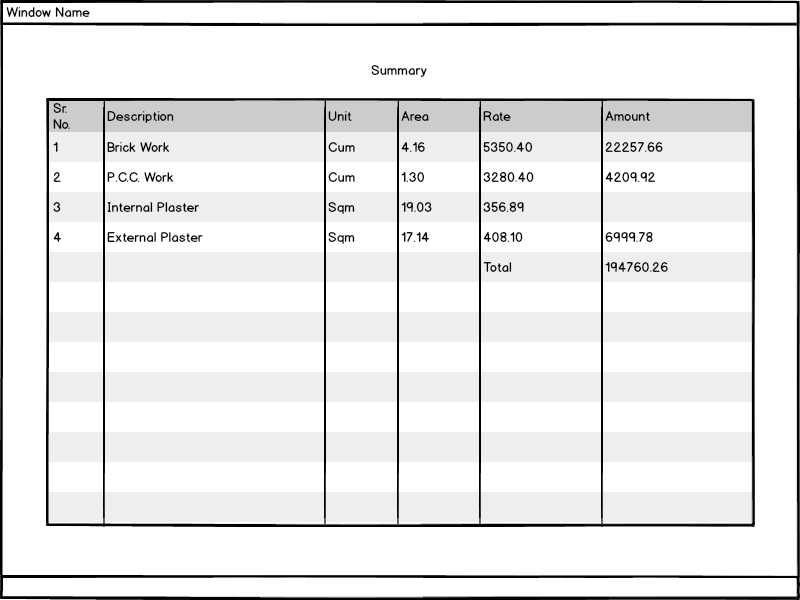 Window Name
Summary
Sr. No. Description Unit Area Rate Amount
1 Brick Work Cum 4.16 5350.40 22257.66
2 P.C.C. Work Cum 1.30 3280.40 4209.92
3 Internal Plaster Sqm 19.03 356.89
4 External Plaster Sqm 17.14 408.10 6999.78
Total 194760.26